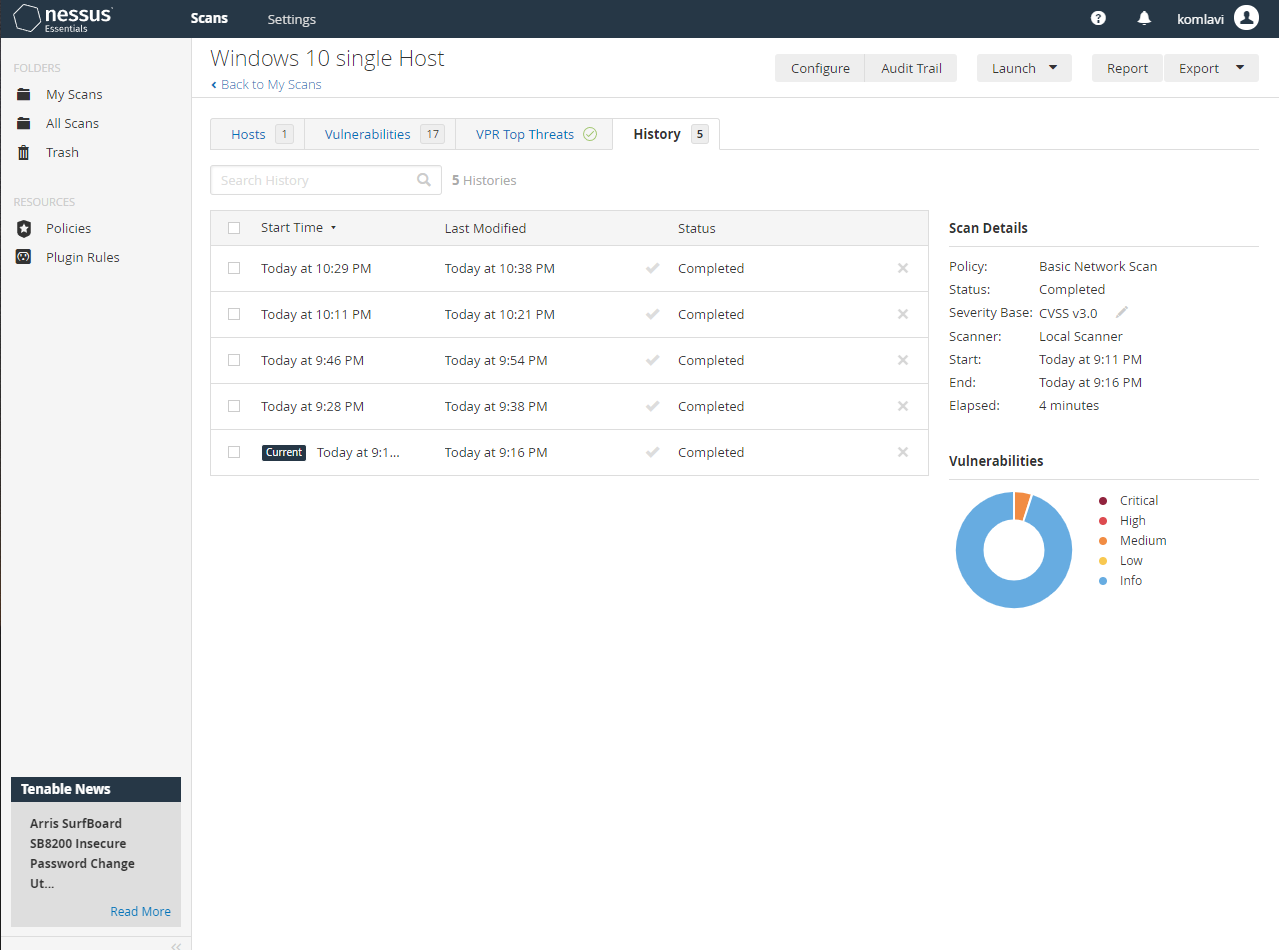 nessus
Essentials
Scans
Settings
?
komlavi
FOLDERS
My Scans
All Scans
Trash
RESOURCES
Policies
Plugin Rules
Tenable News
Arris SurfBoard
SB8200 Insecure
Password Change
Ut...
Read More
Windows 10 single Host
Back to My Scans
Configure
Audit Trail
Launch
Report
Export
Hosts 1
Vulnerabilities 17
VPR Top Threats
History 5
Search History
5 Histories
Start Time Last Modified Status
Today at 10:29 PM Today at 10:38 PM Completed
Today at 10:11 PM Today at 10:21 PM Completed
Today at 9:46 PM Today at 9:54 PM Completed
Today at 9:28 PM Today at 9:38 PM Completed
Current Today at 9:1... Today at 9:16 PM Completed
Scan Details
Policy: Basic Network Scan
Status: Completed
Severity Base: CVSS v3.0
Scanner: Local Scanner
Start: Today at 9:11 PM
End: Today at 9:16 PM
Elapsed: 4 minutes
Vulnerabilities
Critical
High
Medium
Low
Info